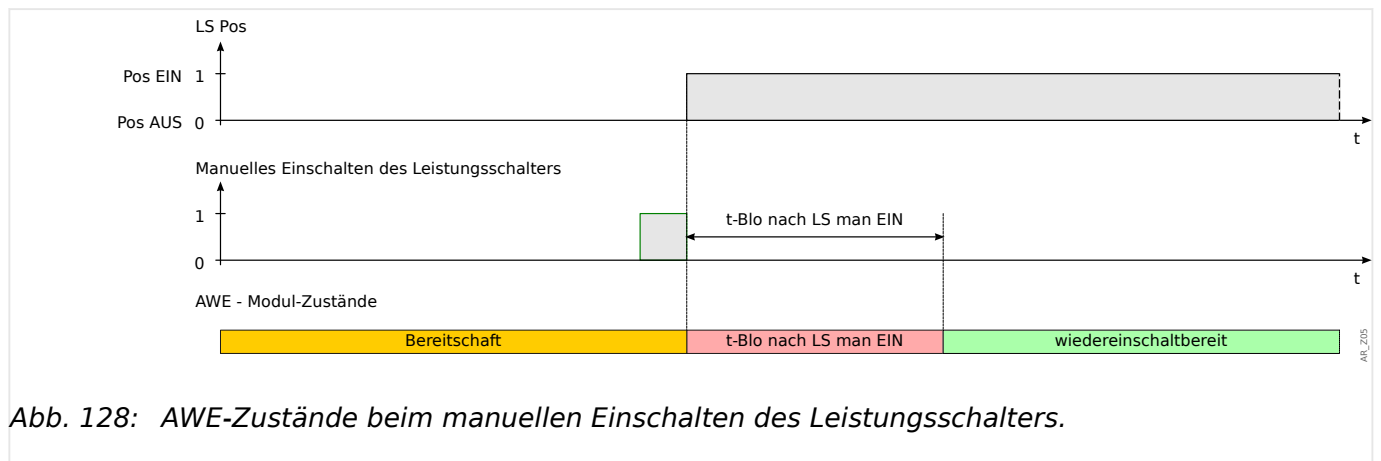 LS Pos
Pos EIN 1
Pos AUS 0
t
Manuelles Einschalten des Leistungsschalters
1
t-Blo nach LS man EIN
0
t
AWE - Modul-Zustände
Bereitschaft
t-Blo nach LS man EIN
wiedereinschaltbereit
AR_Z05
Abb. 128: AWE-Zustände beim manuellen Einschalten des Leistungsschalters.